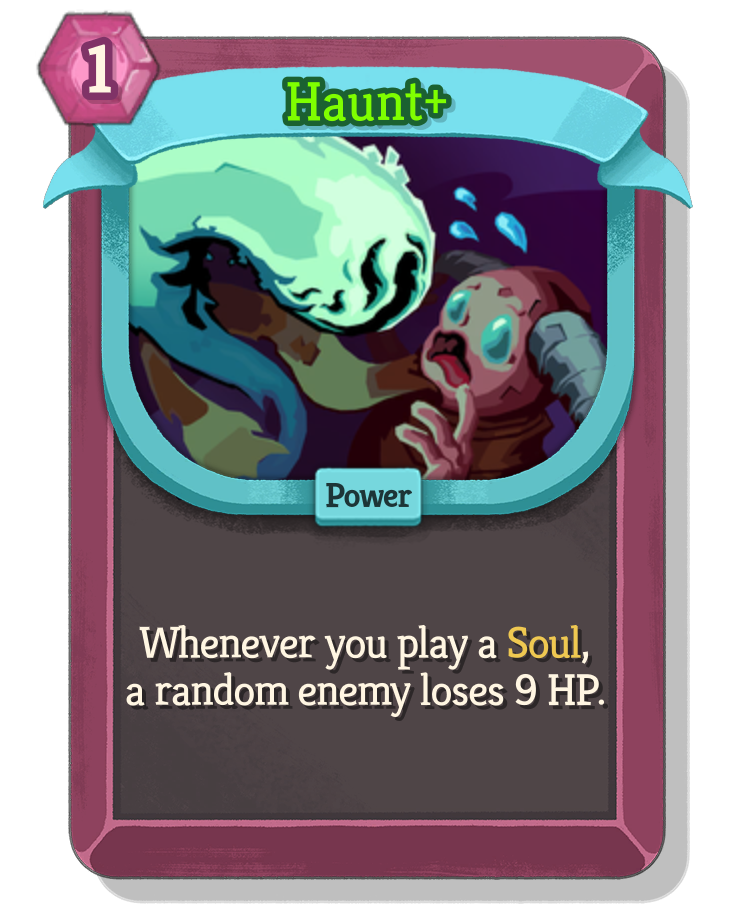 1
Haunt+
Power
Whenever you play a Soul,
a random enemy loses 9 HP.